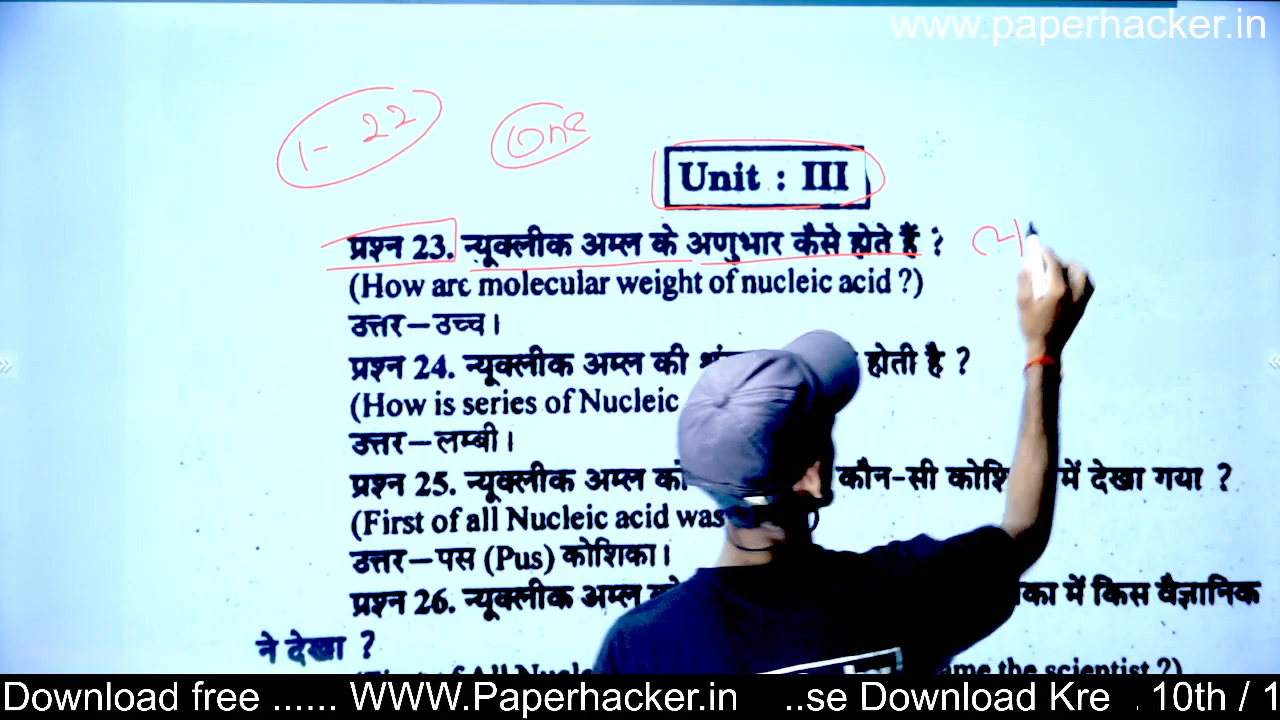 www.paperhacker.in
1-22 One
Unit : III
प्रश्न 23. न्यूक्लीक अम्ल के अणुभार कैसे होते हैं ?
(How are molecular weight of nucleic acid ?)
उत्तर–उच्च।
प्रश्न 24. न्यूक्लीक अम्ल की होती है ?
(How is series of Nucleic
उत्तर–लम्बी।
प्रश्न 25. न्यूक्लीक अम्ल को कौन-सी में देखा गया ?
(First of all Nucleic acid was )
उत्तर–पस (Pus) कोशिका।
प्रश्न 26. न्यूक्लीक अम्ल में किस वैज्ञानिक
ने देखा ?
the scientist ?)
Download free ...... WWW.Paperhacker.in ..se Download Kre . 10th / 1